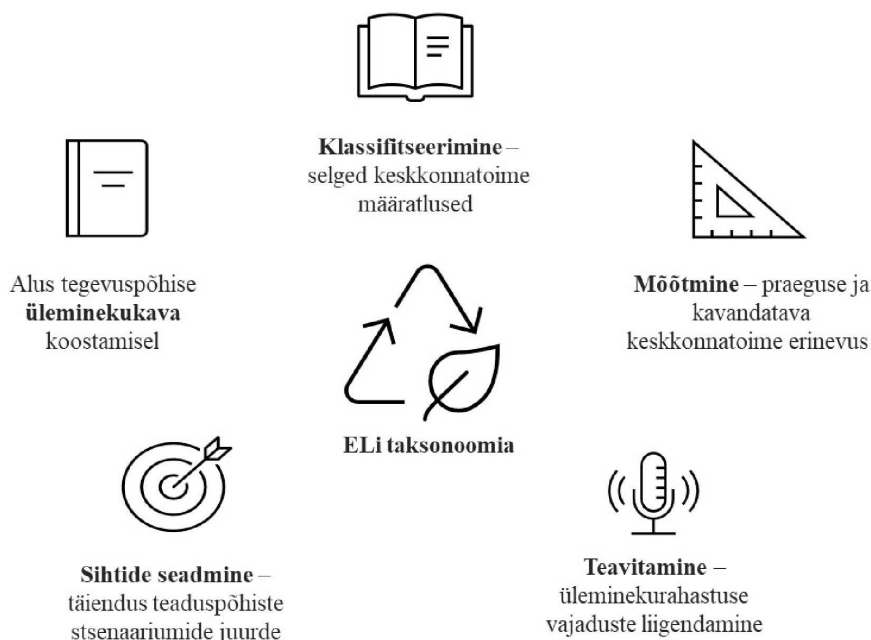 Klassifitseerimine –
selged keskkonnatoime
määratlused
Alus tegevuspõhise
üleminekukava
koostamisel
Mõõtmine – praeguse ja
kavandatava
keskkonnatoime erinevus
ELi taksonoomia
Sihtide seadmine –
täiendus teaduspõhiste
stsenaariumide juurde
Teavitamine –
üleminekurahastuse
vajaduste liigendamine